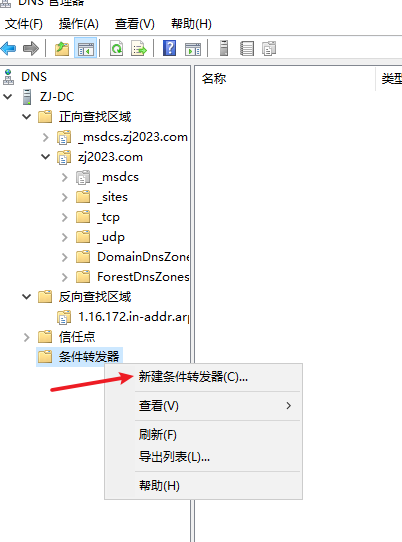 DNS 管理器
文件(F) 操作(A) 查看(V) 帮助(H)
DNS
ZJ-DC
正向查找区域
_msdcs.zj2023.com
zj2023.com
_msdcs
_sites
_tcp
_udp
DomainDnsZone
ForestDnsZones
反向查找区域
1.16.172.in-addr.arp
信任点
条件转发器
名称
类型
新建条件转发器(C)...
查看(V)
刷新(F)
导出列表(L)...
帮助(H)